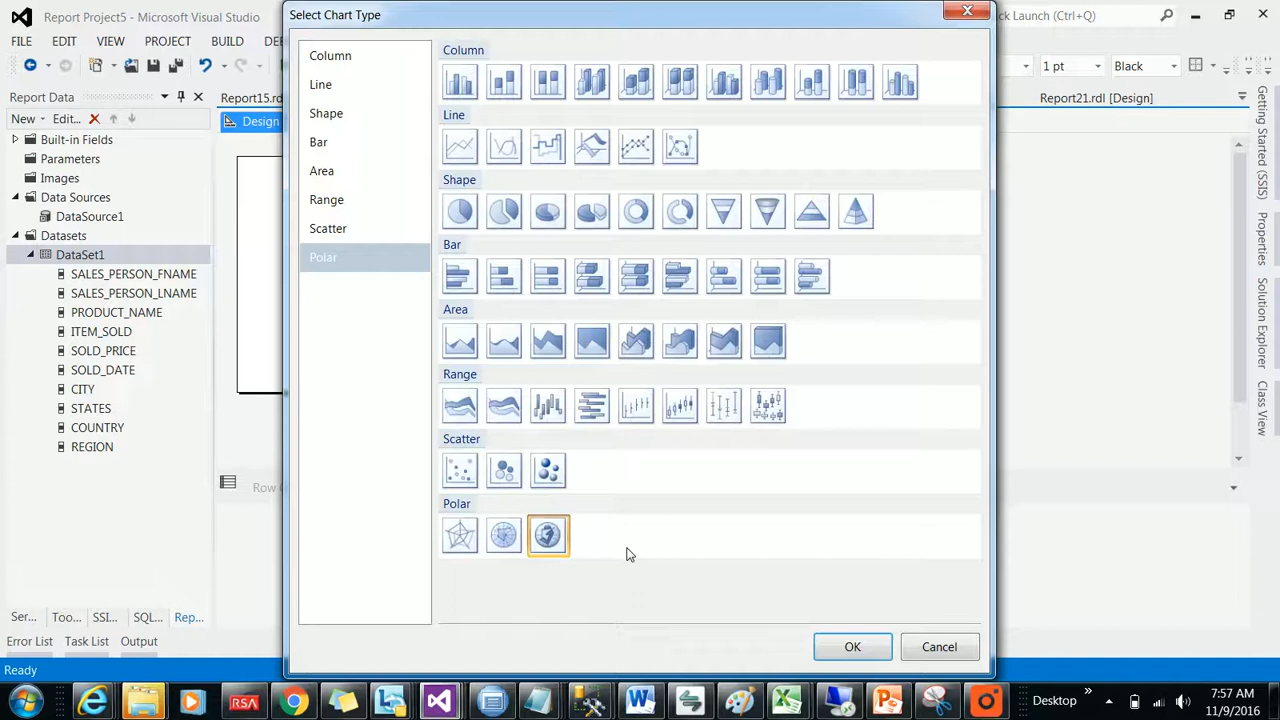 Report Project5 - Microsoft Visual Studio
Select Chart Type
Launch (Ctrl+Q)
FILE EDIT VIEW PROJECT BUILD
1 pt Black
Report Data
Report15.rd
Report21.rdl [Design]
New Edit...
Design
Built-in Fields
Parameters
Images
Data Sources
DataSource1
Datasets
DataSet1
SALES_PERSON_FNAME
SALES_PERSON_LNAME
PRODUCT_NAME
ITEM_SOLD
SOLD_PRICE
SOLD_DATE
CITY
STATES
COUNTRY
REGION
Column
Line
Shape
Bar
Area
Range
Scatter
Polar
Column
Line
Shape
Bar
Area
Range
Scatter
Polar
OK Cancel
Getting Started (SSIS)
Properties
Solution Explorer
Class View
Ser... Too... SSI... SQL... Rep...
Error List Task List Output
Ready
RSA
Desktop
7:57 AM
11/9/2016